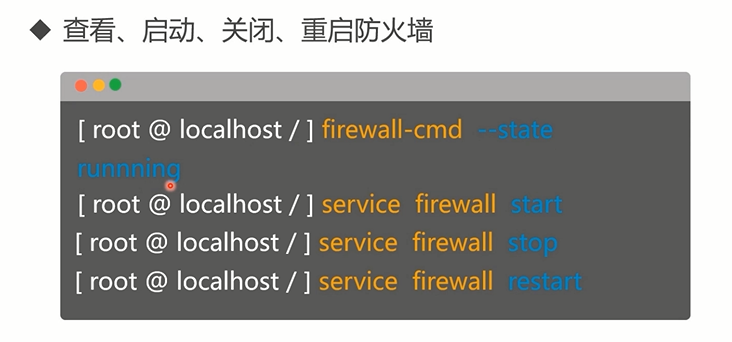 查看、启动、关闭、重启防火墙
[ root @ localhost / ] firewall-cmd --state
runnning
[ root @ localhost / ] service firewall start
[ root @ localhost / ] service firewall stop
[ root @ localhost / ] service firewall restart